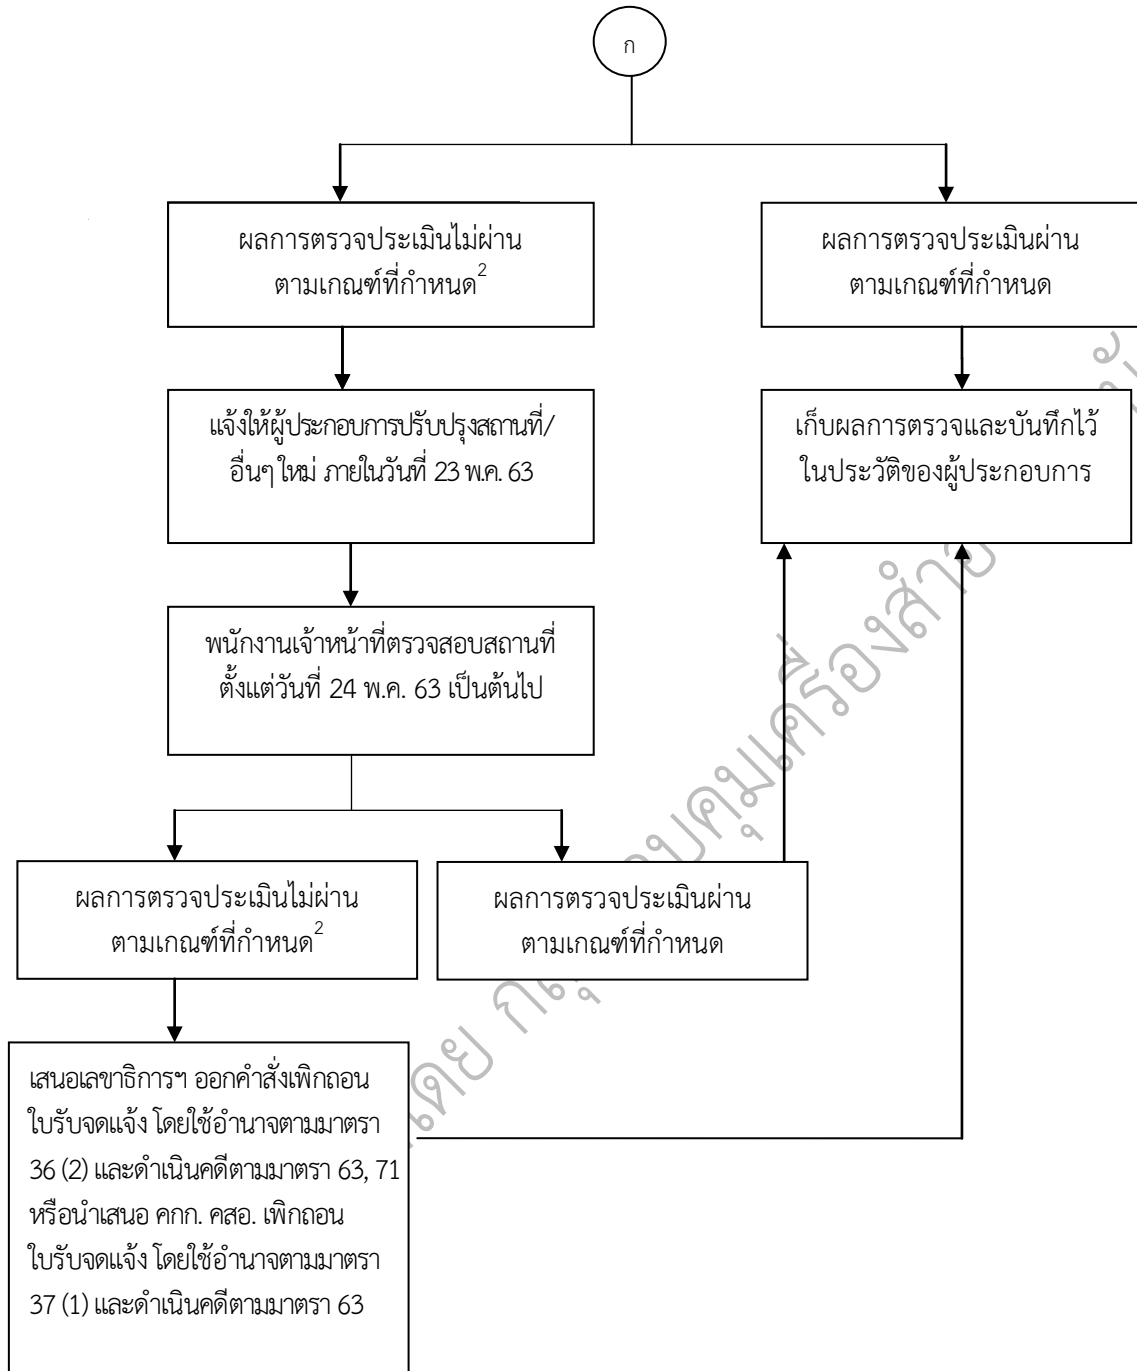 ก
ผลการตรวจประเมินไม่ผ่าน
ตามเกณฑ์ที่กำหนด2
ผลการตรวจประเมินผ่าน
ตามเกณฑ์ที่กำหนด
แจ้งให้ผู้ประกอบการปรับปรุงสถานที่/
อื่นๆ ใหม่ ภายในวันที่ 23 พ.ค. 63
เก็บผลการตรวจและบันทึกไว้
ในประวัติของผู้ประกอบการ
พนักงานเจ้าหน้าที่ตรวจสอบสถานที่
ตั้งแต่วันที่ 24 พ.ค. 63 เป็นต้นไป
ผลการตรวจประเมินไม่ผ่าน
ตามเกณฑ์ที่กำหนด2
ผลการตรวจประเมินผ่าน
ตามเกณฑ์ที่กำหนด
เสนอเลขาธิการฯ ออกคำสั่งเพิกถอน
ใบรับจดแจ้ง โดยใช้อำนาจตามมาตรา
36 (2) และดำเนินคดีตามมาตรา 63, 71
หรือนำเสนอ คกก. คสอ. เพิกถอน
ใบรับจดแจ้ง โดยใช้อำนาจตามมาตรา
37 (1) และดำเนินคดีตามมาตรา 63